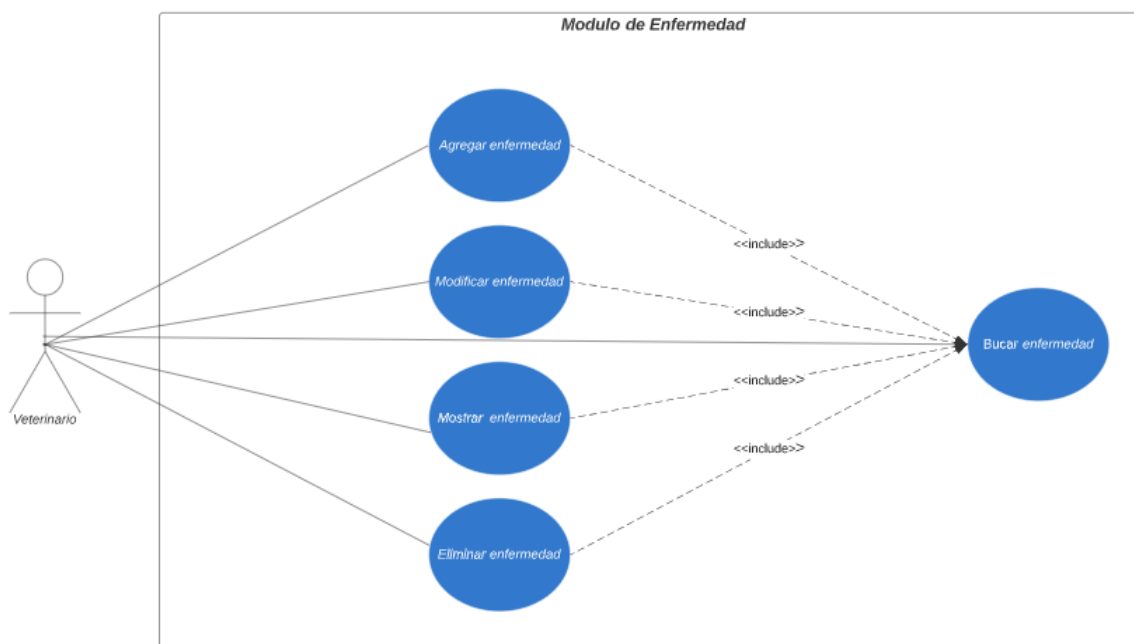 Modulo de Enfermedad
Agregar enfermedad
<<include>>
Modificar enfermedad
<<include>>
Bucar enfermedad
Veterinario
<<include>>
Mostrar enfermedad
<<include>>
Eliminar enfermedad